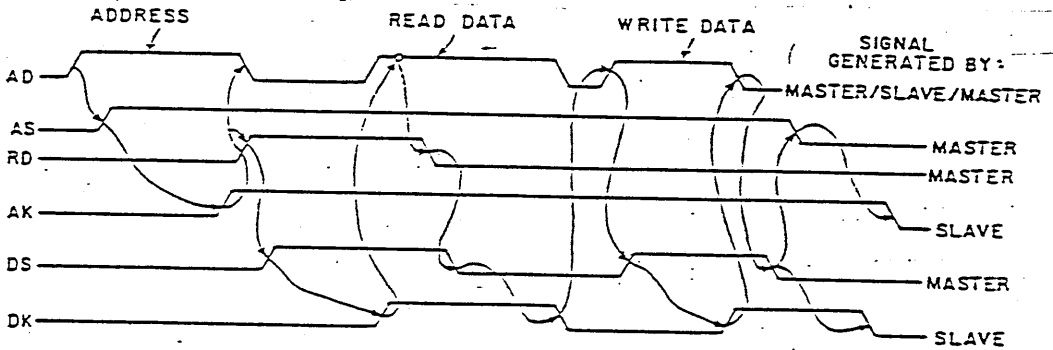 ADDRESS
READ DATA
WRITE DATA
SIGNAL
GENERATED BY:
AD
MASTER/SLAVE/MASTER
AS
MASTER
RD
MASTER
AK
SLAVE
DS
MASTER
DK
SLAVE